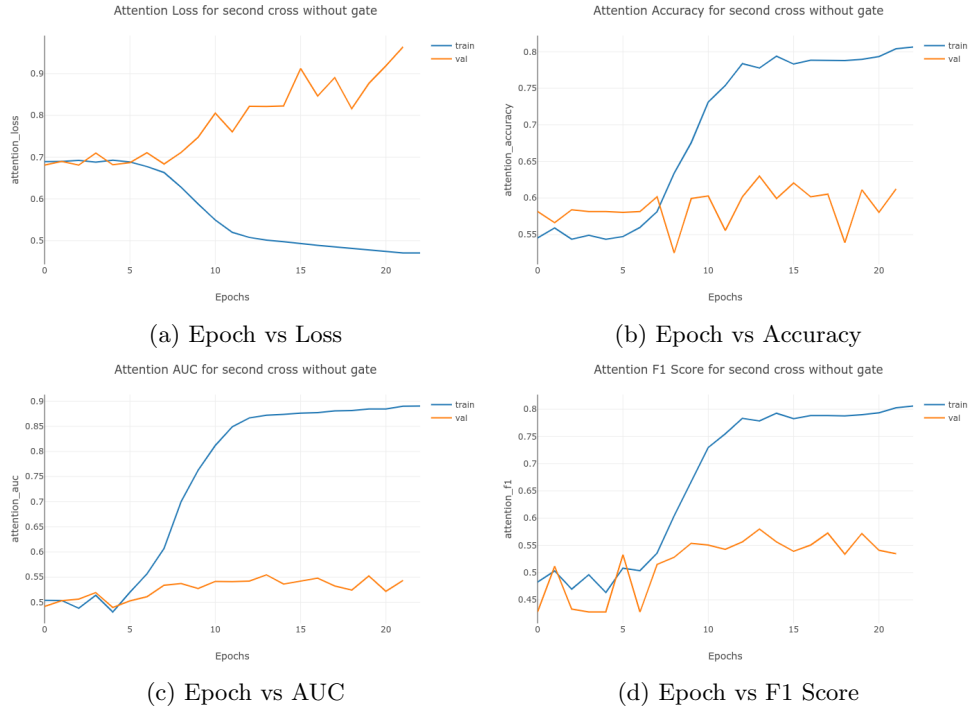 Attention Loss for second cross without gate
train
val
0.9
0.8
0.7
0.6
0.5
attention_loss
0
5
10
15
20
Epochs
(a) Epoch vs Loss
Attention Accuracy for second cross without gate
train
val
0.8
0.75
0.7
0.65
0.6
0.55
attention_accuracy
0
5
10
15
20
Epochs
(b) Epoch vs Accuracy
Attention AUC for second cross without gate
train
val
0.9
0.85
0.8
0.75
0.7
0.65
0.6
0.55
0.5
attention_auc
0
5
10
15
20
Epochs
(c) Epoch vs AUC
Attention F1 Score for second cross without gate
train
val
0.8
0.75
0.7
0.65
0.6
0.55
0.5
0.45
attention_f1
0
5
10
15
20
Epochs
(d) Epoch vs F1 Score